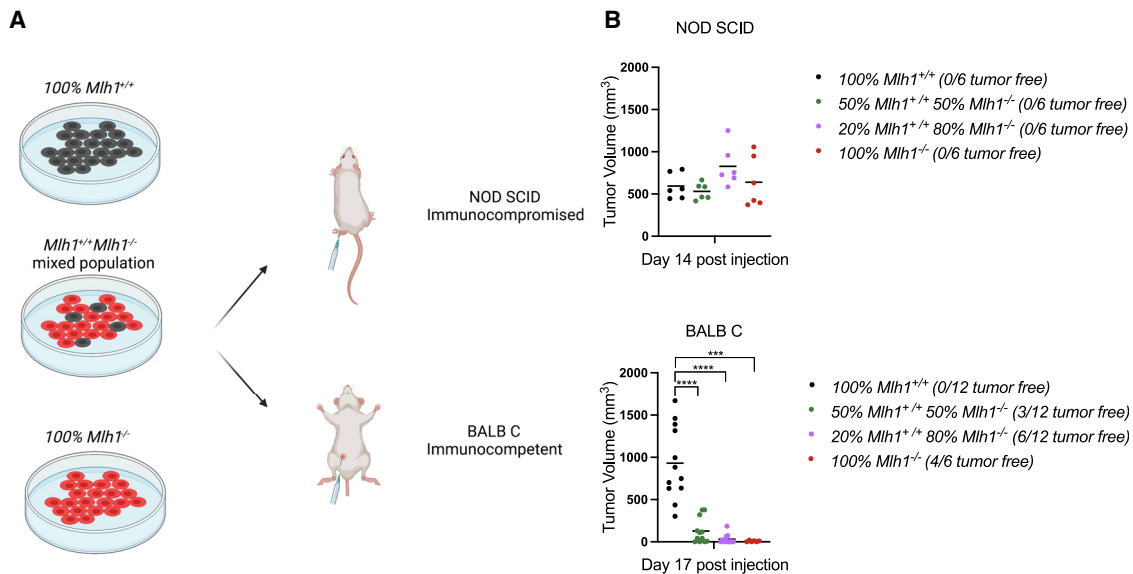 A
100% Mlh1+/+
Mlh1+/+Mlh1-/-
mixed population
100% Mlh1-/-
NOD SCID
Immunocompromised
BALB C
Immunocompetent
B
NOD SCID
Tumor Volume (mm3)
2000
1500
1000
500
0
Day 14 post injection
100% Mlh1+/+ (0/6 tumor free)
50% Mlh1+/+ 50% Mlh1-/- (0/6 tumor free)
20% Mlh1+/+ 80% Mlh1-/- (0/6 tumor free)
100% Mlh1-/- (0/6 tumor free)
BALB C
Tumor Volume (mm3)
2000
1500
1000
500
0
***
****
****
Day 17 post injection
100% Mlh1+/+ (0/12 tumor free)
50% Mlh1+/+ 50% Mlh1-/- (3/12 tumor free)
20% Mlh1+/+ 80% Mlh1-/- (6/12 tumor free)
100% Mlh1-/- (4/6 tumor free)